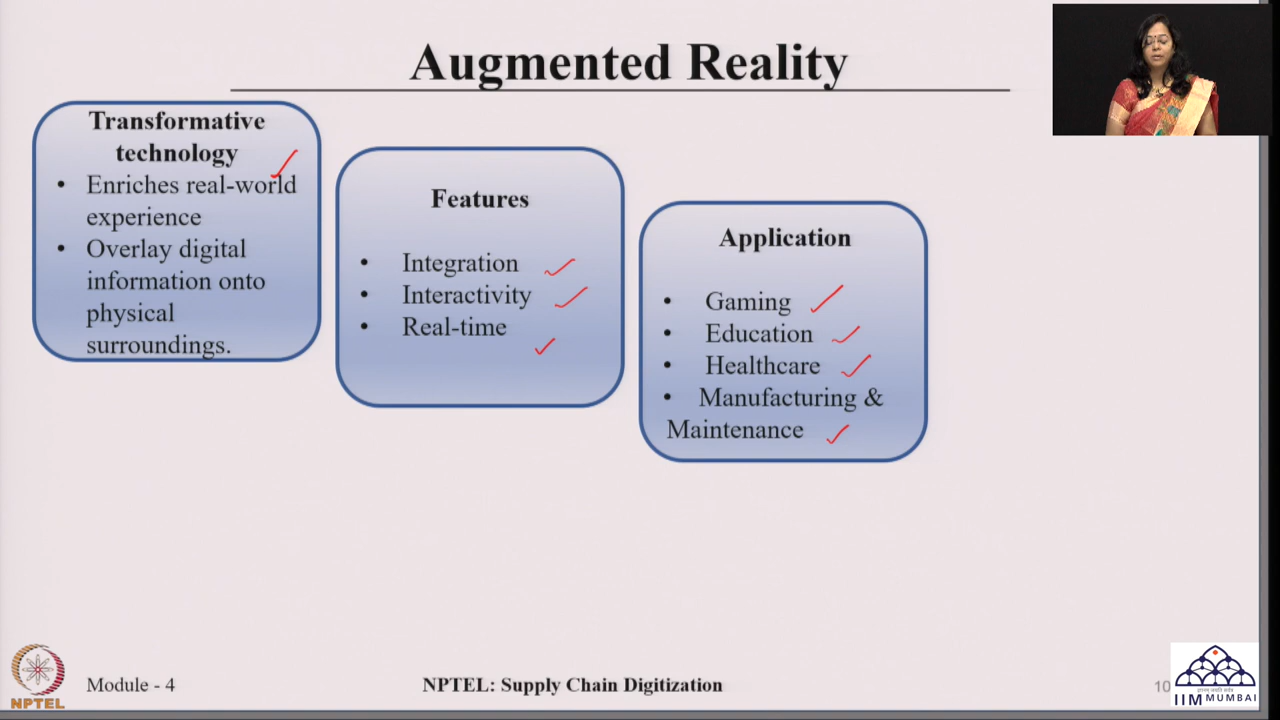 Augmented Reality
Transformative
technology
• Enriches real-world
experience
• Overlay digital
information onto
physical
surroundings.
Features
• Integration
• Interactivity
• Real-time
Application
• Gaming
• Education
• Healthcare
• Manufacturing &
Maintenance
NPTEL
Module - 4
NPTEL: Supply Chain Digitization
10
IIM MUMBAI